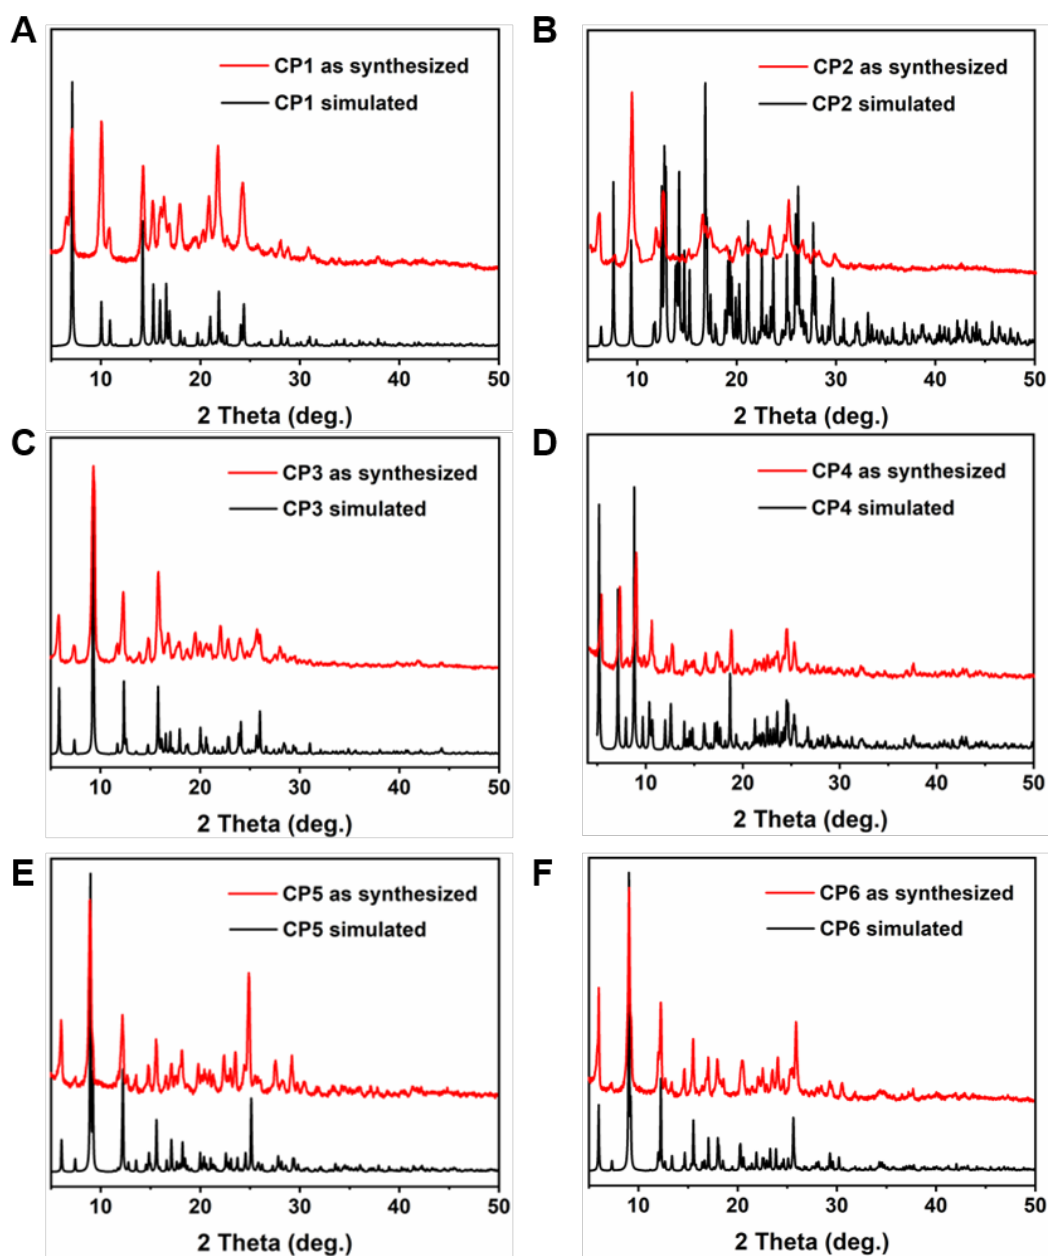 A
CP1 as synthesized
CP1 simulated
10 20 30 40 50
2 Theta (deg.)
B
CP2 as synthesized
CP2 simulated
10 20 30 40 50
2 Theta (deg.)
C
CP3 as synthesized
CP3 simulated
10 20 30 40 50
2 Theta (deg.)
D
CP4 as synthesized
CP4 simulated
10 20 30 40 50
2 Theta (deg.)
E
CP5 as synthesized
CP5 simulated
10 20 30 40 50
2 Theta (deg.)
F
CP6 as synthesized
CP6 simulated
10 20 30 40 50
2 Theta (deg.)